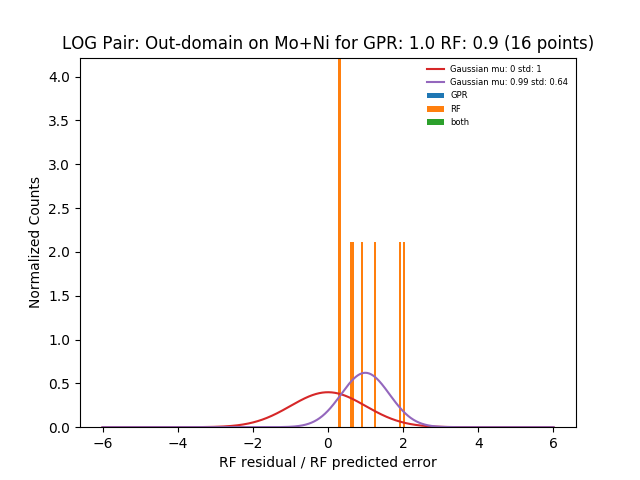 LOG Pair: Out-domain on Mo+Ni for GPR: 1.0 RF: 0.9 (16 points)
Gaussian mu: 0 std: 1
Gaussian mu: 0.99 std: 0.64
GPR
RF
both
Normalized Counts
4.0
3.5
3.0
2.5
2.0
1.5
1.0
0.5
0.0
−6 −4 −2 0 2 4 6
RF residual / RF predicted error